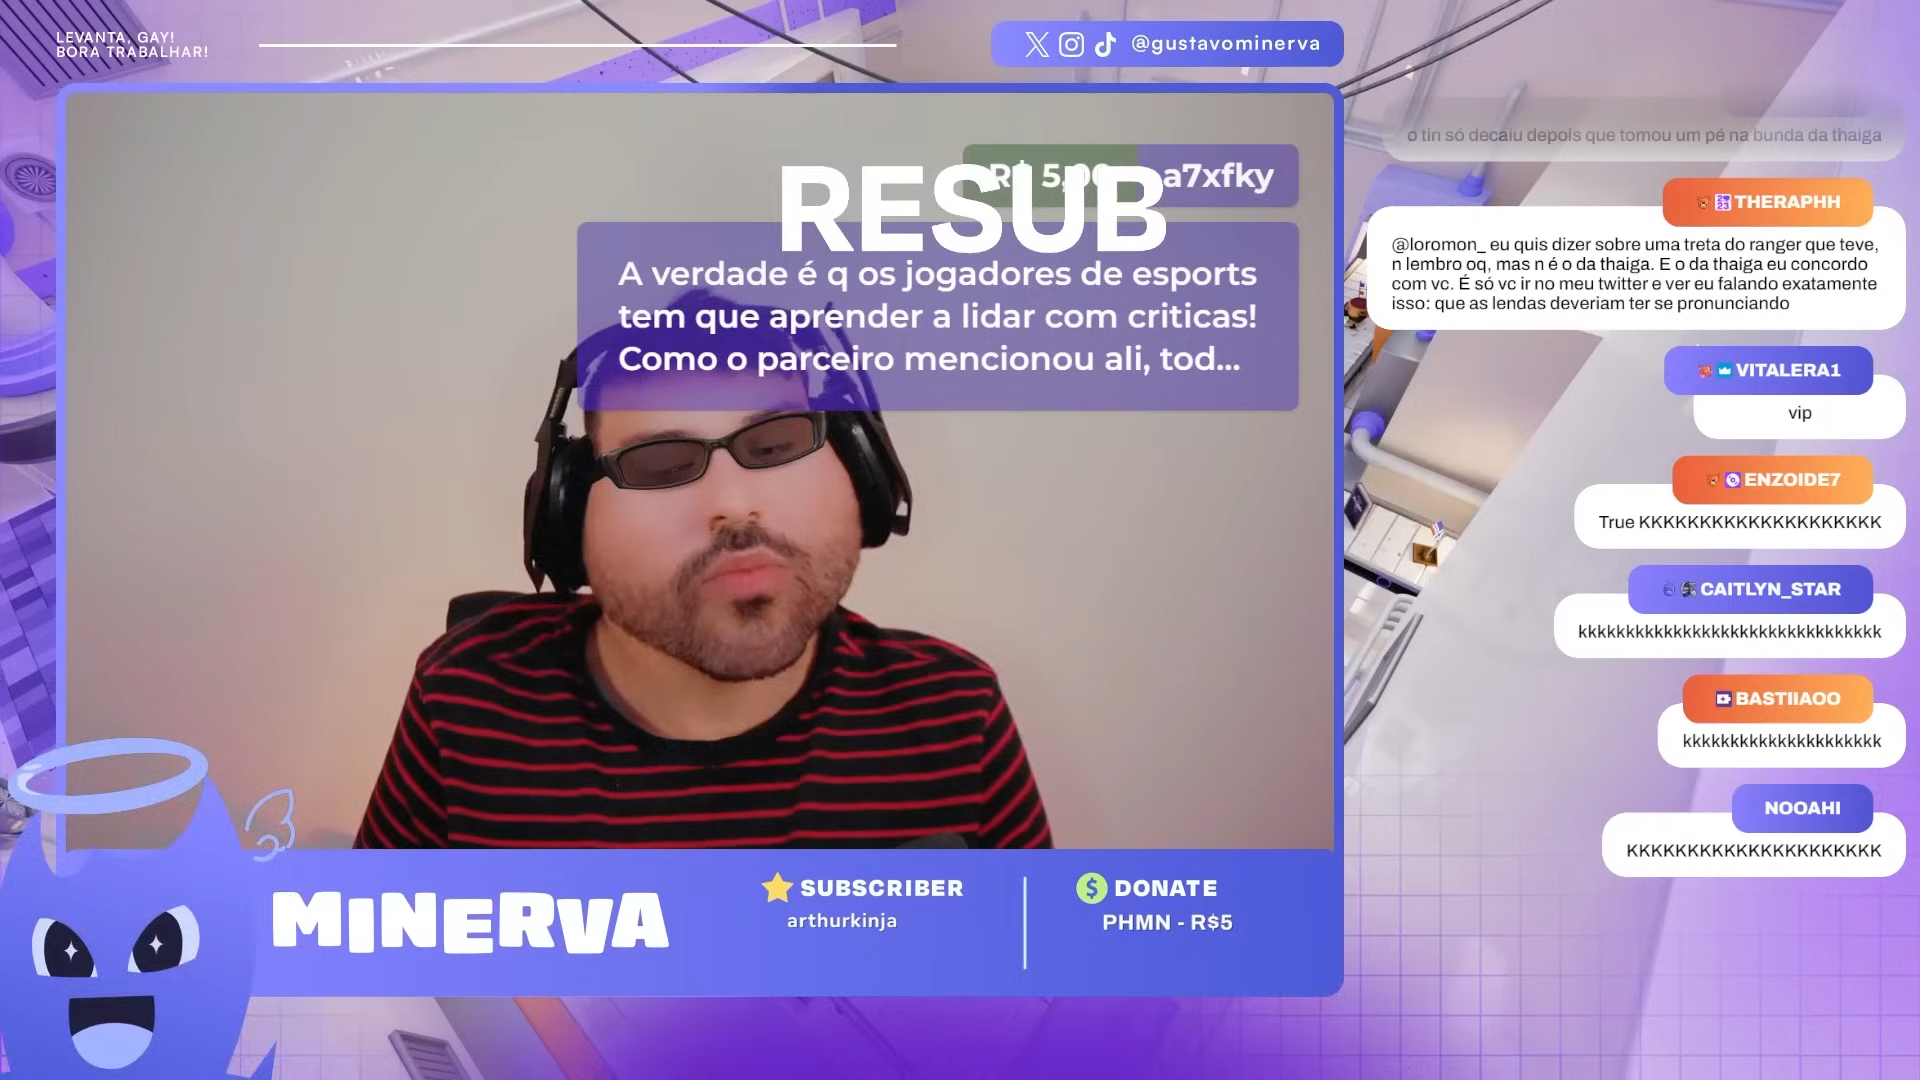 LEVANTA, GAY!
BORA TRABALHAR!
@gustavominerva
R$ 5,00
a7xfky
RESUB
A verdade é q os jogadores de esports
tem que aprender a lidar com criticas!
Como o parceiro mencionou ali, tod...
MINERVA
SUBSCRIBER
arthurkinja
DONATE
PHMN - R$5
o tin só decaiu depois que tomou um pé na bunda da thaiga
THERAPHH
@loromon_ eu quis dizer sobre uma treta do ranger que teve,
n lembro oq, mas n é o da thaiga. E o da thaiga eu concordo
com vc. É só vc ir no meu twitter e ver eu falando exatamente
isso: que as lendas deveriam ter se pronunciando
VITALERA1
vip
ENZOIDE7
True KKKKKKKKKKKKKKKKKKKK
CAITLYN_STAR
kkkkkkkkkkkkkkkkkkkkkkkkkkkkkkkk
BASTIIAOO
kkkkkkkkkkkkkkkkkkkkk
NOOAHI
KKKKKKKKKKKKKKKKKKKKK